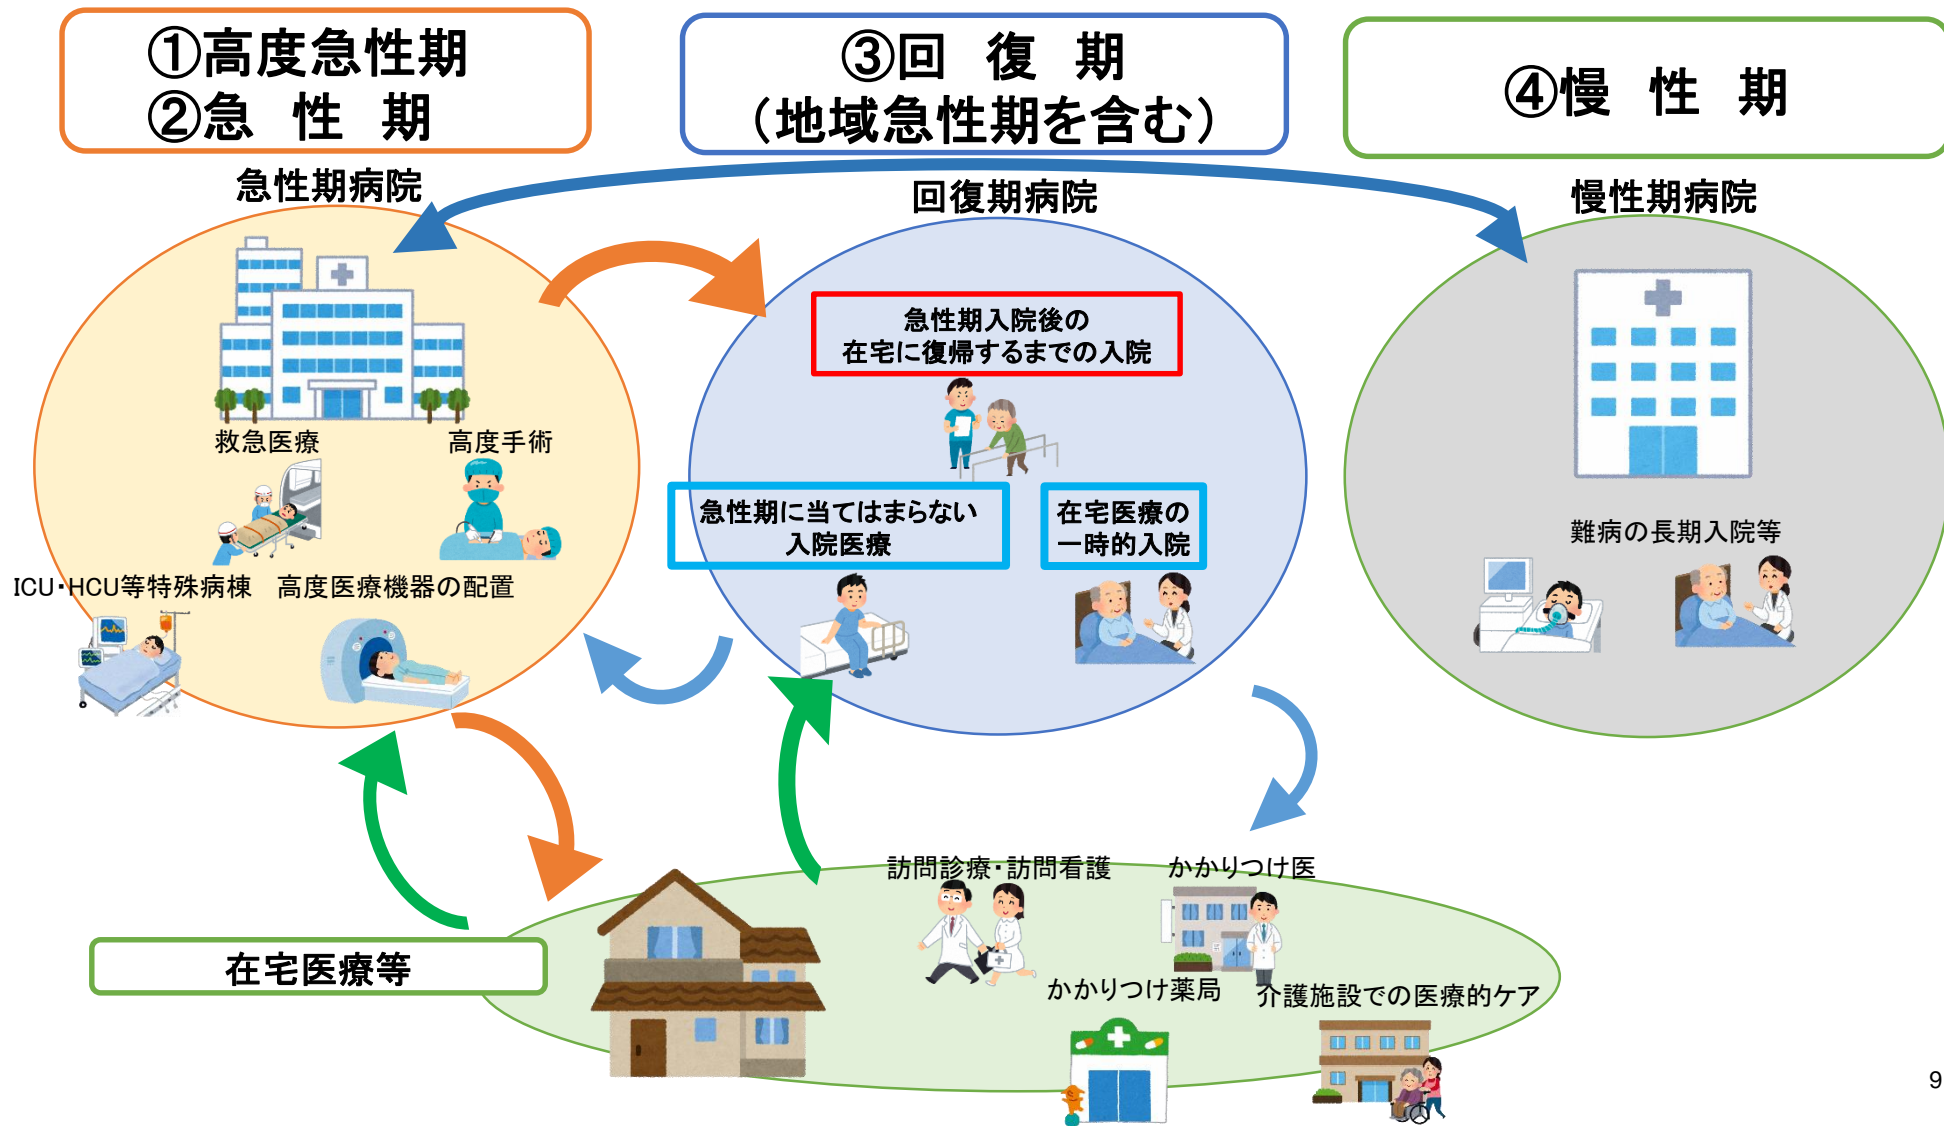 ①高度急性期
②急　性　期
③回　復　期
（地域急性期を含む）
④慢　性　期
急性期病院
回復期病院
慢性期病院
急性期入院後の
在宅に復帰するまでの入院
救急医療
高度手術
急性期に当てはまらない
入院医療
在宅医療の
一時的入院
難病の長期入院等
ICU・HCU等特殊病棟
高度医療機器の配置
訪問診療・訪問看護
かかりつけ医
在宅医療等
かかりつけ薬局
介護施設での医療的ケア
9